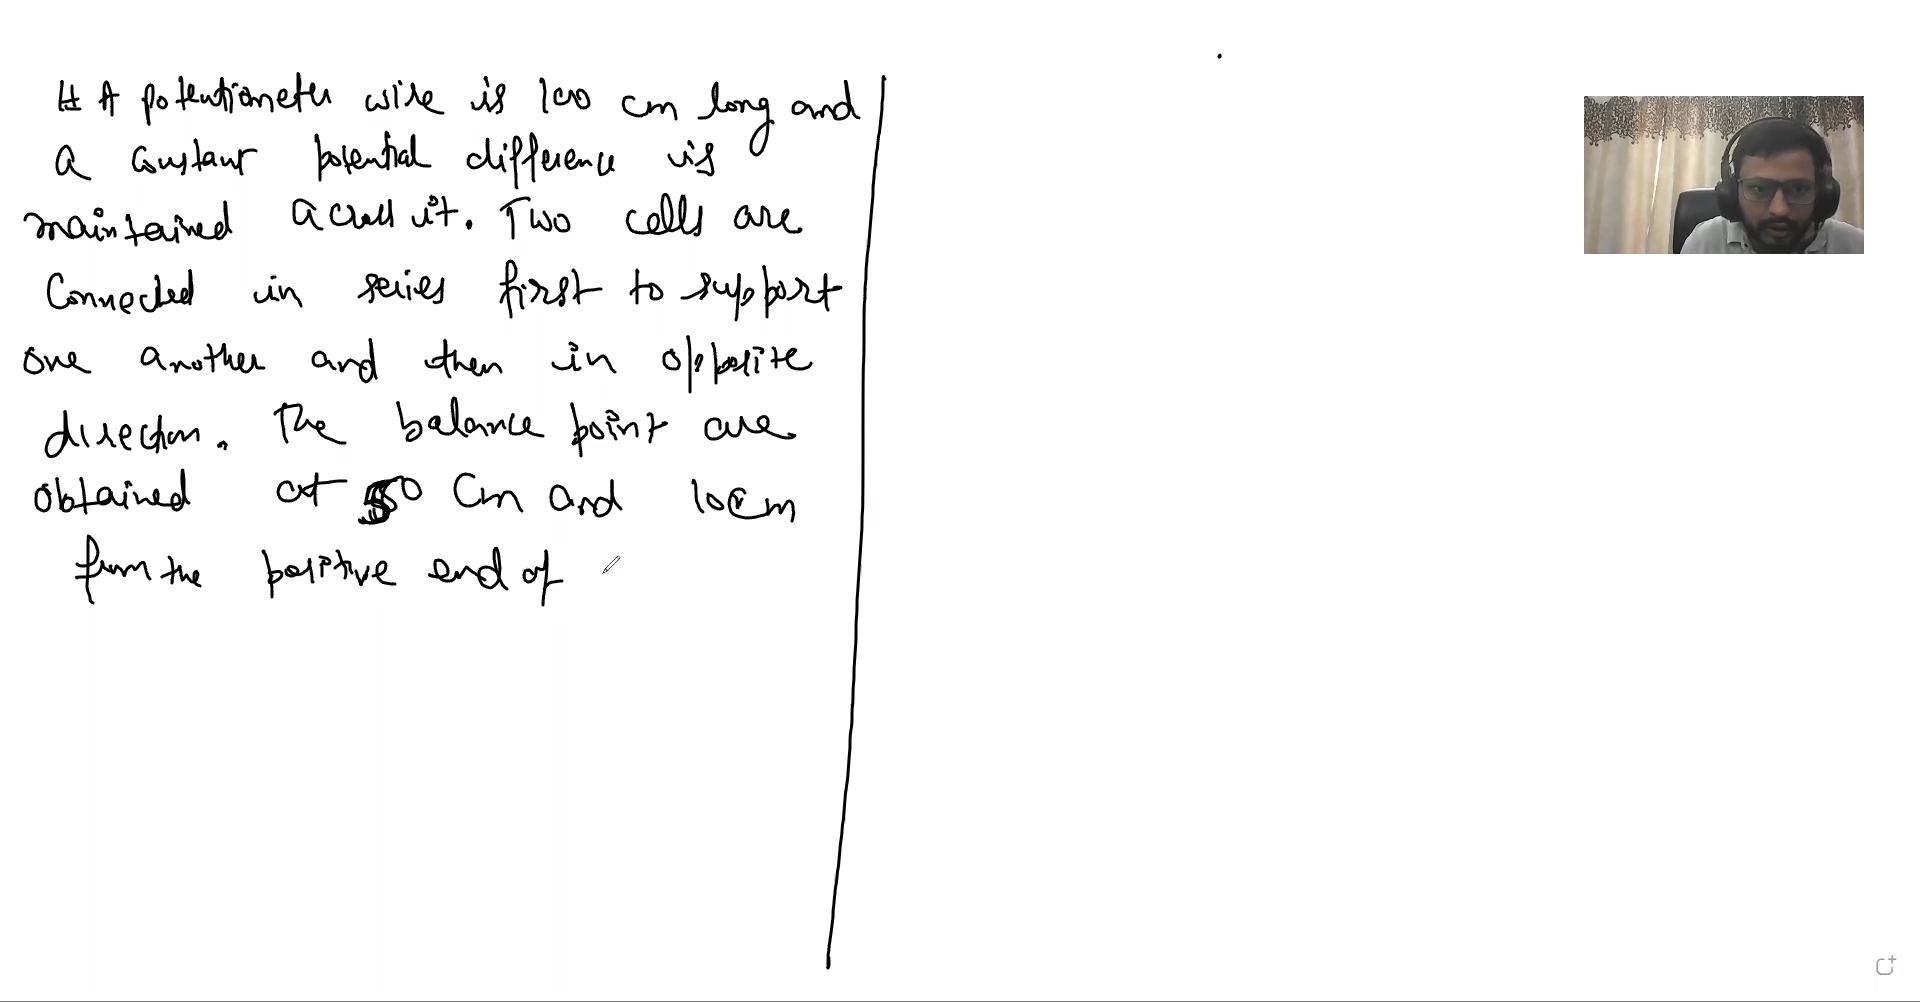 # A potentiometer wire is 100 cm long and
a constant potential difference is
maintained across it. Two cells are
Connected in series first to support
one another and then in opposite
direction. The balance point are
obtained at 50 cm and 10cm
from the positive end of